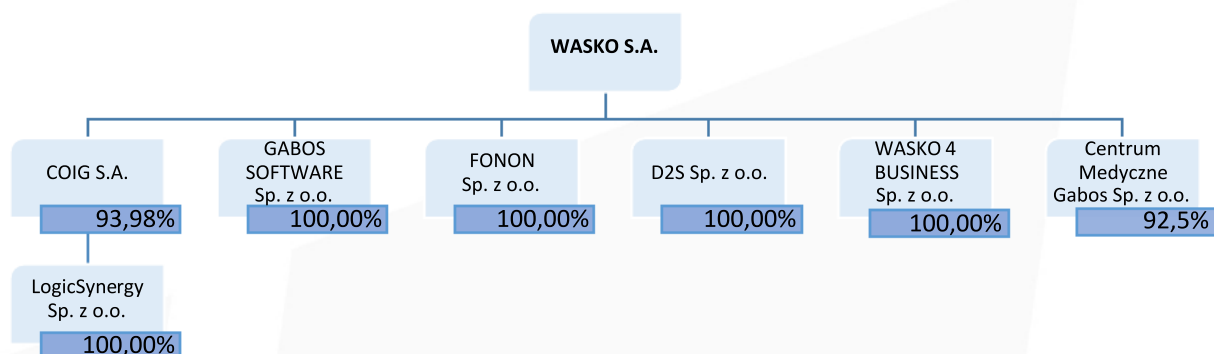 WASKO S.A.
COIG S.A.
93,98%
GABOS
SOFTWARE
Sp. z o.o.
100,00%
FONON
Sp. z o.o.
100,00%
D2S Sp. z o.o.
100,00%
WASKO 4
BUSINESS
Sp. z o.o.
100,00%
Centrum
Medyczne
Gabos Sp. z o.o.
92,5%
LogicSynergy
Sp. z o.o.
100,00%